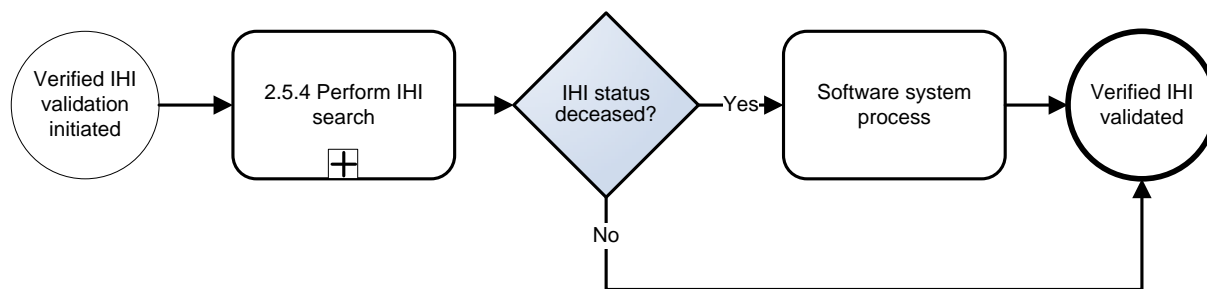 Verified IHI
validation
initiated
2.5.4 Perform IHI
search
IHI status
deceased?
Yes
Software system
process
Verified IHI
validated
No